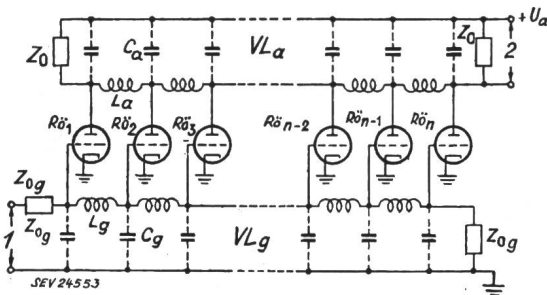 + Ua
Z0
Ca
VLa
Z0
2
La
Rö1
Rö2
Rö3
Rön-2
Rön-1
Rön
Z0g
Z0g
Lg
Cg
VLg
Z0g
1
SEV 24553